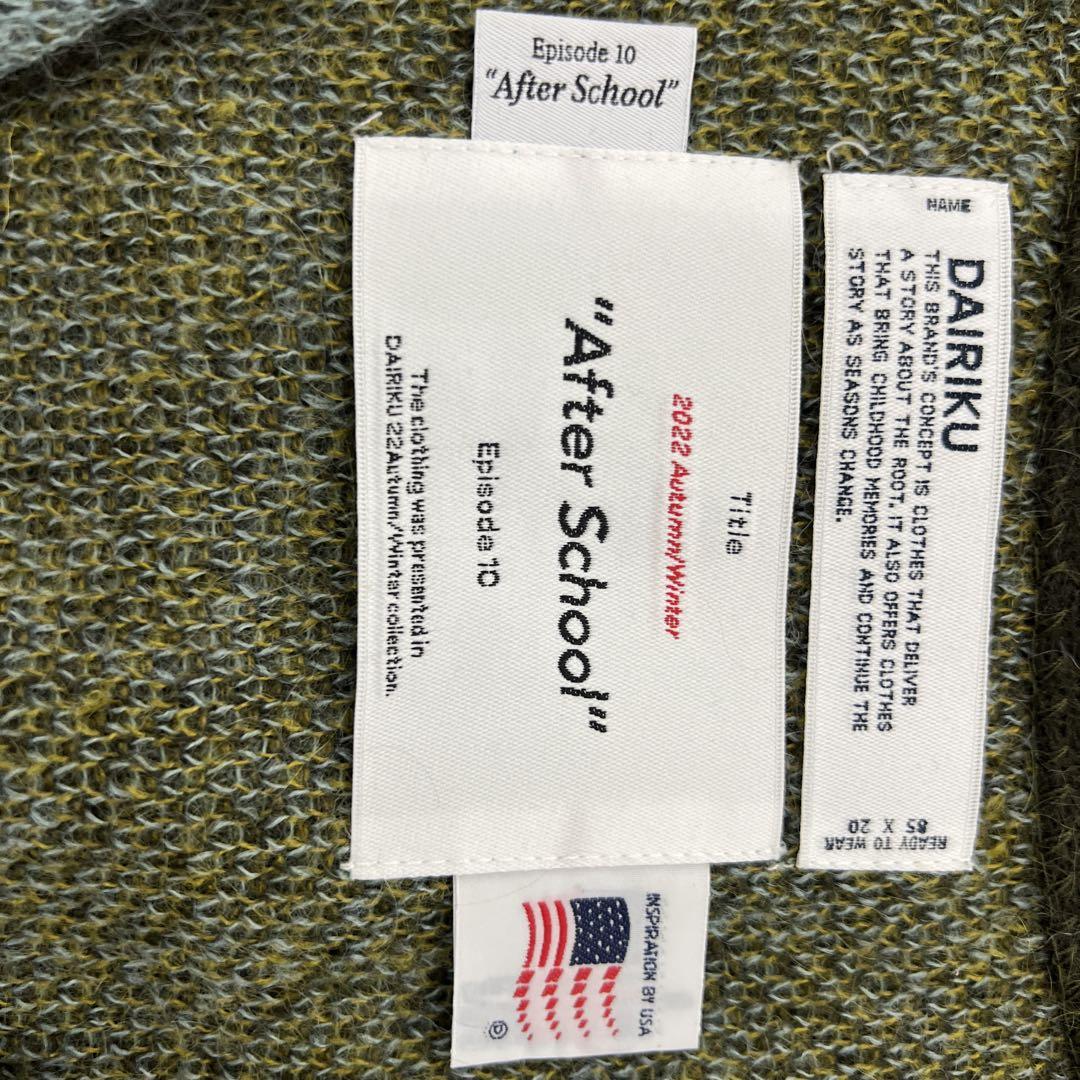 Episode 10
“After School”
Title
2022 Autumn/Winter
"After School"
Episode 10
The clothing was presented in
DAIRIKU 22Autumn/Winter collection.
NAME
DAIRIKU
THIS BRAND'S CONCEPT IS CLOTHES THAT DELIVER
A STORY ABOUT THE ROOT. IT ALSO OFFERS CLOTHES
THAT BRING CHILDHOOD MEMORIES AND CONTINUE THE
STORY AS SEASONS CHANGE.
READY TO WEAR
85 X 20
INSPIRATION BY USA
©